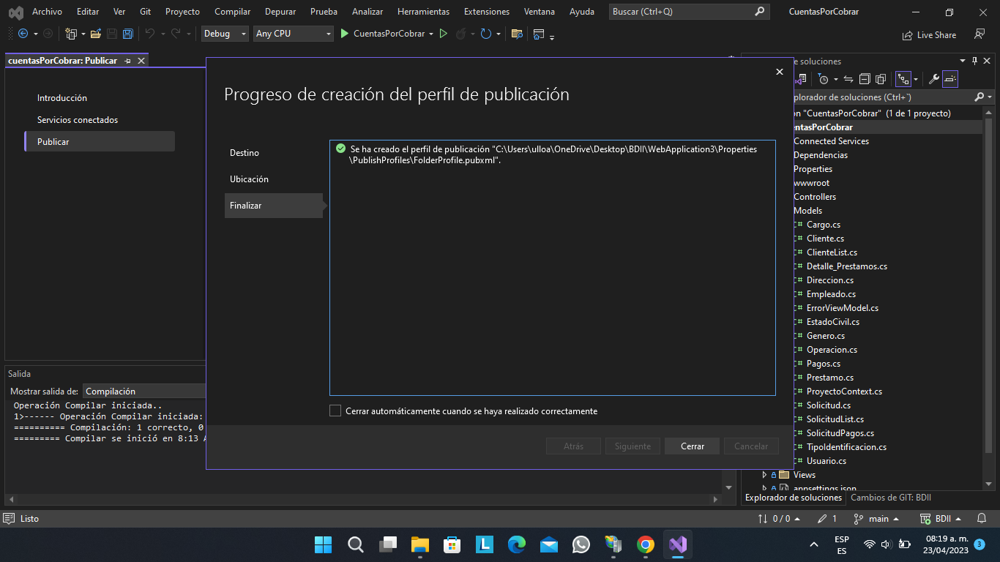 Archivo Editar Ver Git Proyecto Compilar Depurar Prueba Analizar Herramientas Extensiones Ventana Ayuda Buscar (Ctrl+Q) CuentasPorCobrar
Debug Any CPU CuentasPorCobrar Live Share
cuentasPorCobrar: Publicar
Introducción
Servicios conectados
Publicar
Progreso de creación del perfil de publicación
Destino
Ubicación
Finalizar
Se ha creado el perfil de publicación "C:\Users\ulloa\OneDrive\Desktop\BDII\WebApplication3\Properties
\PublishProfiles\FolderProfile.pubxml".
Cerrar automáticamente cuando se haya realizado correctamente
Atrás Siguiente Cerrar Cancelar
de soluciones
plorador de soluciones (Ctrl+`)
ón "CuentasPorCobrar" (1 de 1 proyecto)
entasPorCobrar
Connected Services
Dependencias
Properties
wwwroot
Controllers
Models
C# Cargo.cs
C# Cliente.cs
C# ClienteList.cs
C# Detalle_Prestamos.cs
C# Direccion.cs
C# Empleado.cs
C# ErrorViewModel.cs
C# EstadoCivil.cs
C# Genero.cs
C# Operacion.cs
C# Pagos.cs
C# Prestamo.cs
C# ProyectoContext.cs
C# Solicitud.cs
C# SolicitudList.cs
C# SolicitudPagos.cs
C# TipoIdentificacion.cs
C# Usuario.cs
Views
appsettings.json
Explorador de soluciones Cambios de GIT: BDII
Salida
Mostrar salida de: Compilación
Operación Compilar iniciada..
1>------ Operación Compilar iniciada:
========== Compilación: 1 correcto, 0
========= Compilar se inició en 8:13 A
Listo
0 / 0 1 main BDII
L
ESP
ES
08:19 a. m.
23/04/2023
3